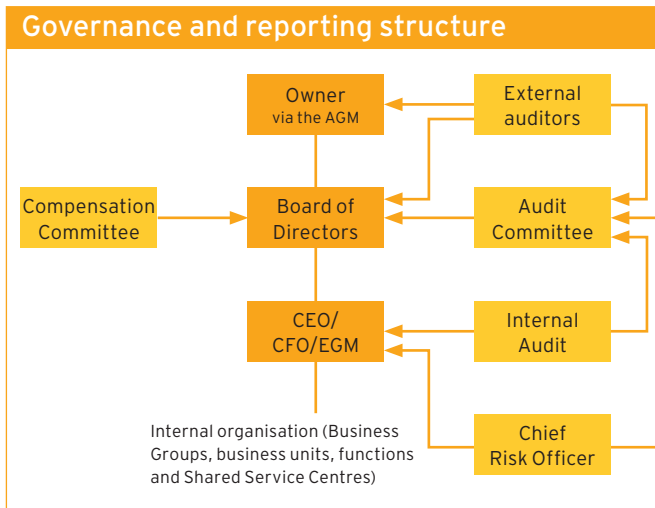 Governance and reporting structure
Owner
via the AGM
External
auditors
Compensation
Committee
Board of
Directors
Audit
Committee
CEO/
CFO/EGM
Internal
Audit
Internal organisation (Business
Groups, business units, functions
and Shared Service Centres)
Chief
Risk Officer